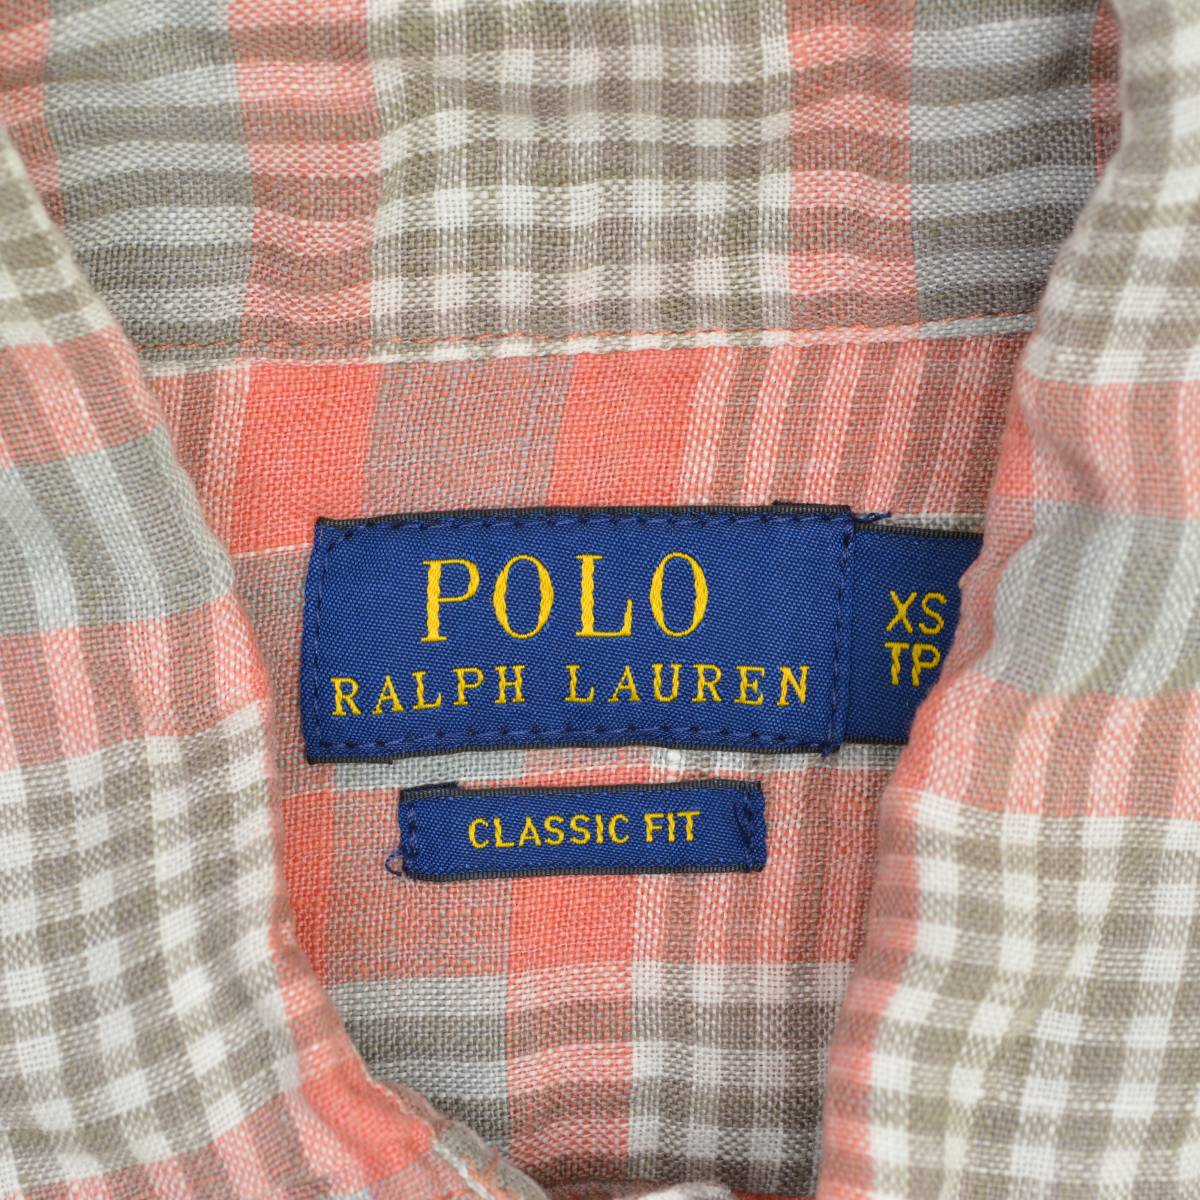 POLO
RALPH LAUREN
XS
TP
CLASSIC FIT